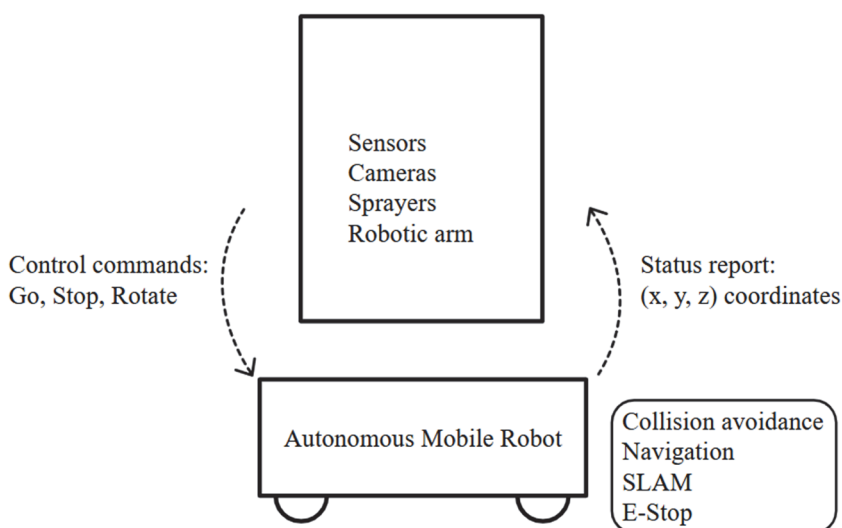 Sensors
Cameras
Sprayers
Robotic arm
Control commands:
Go, Stop, Rotate
Status report:
(x, y, z) coordinates
Autonomous Mobile Robot
Collision avoidance
Navigation
SLAM
E-Stop